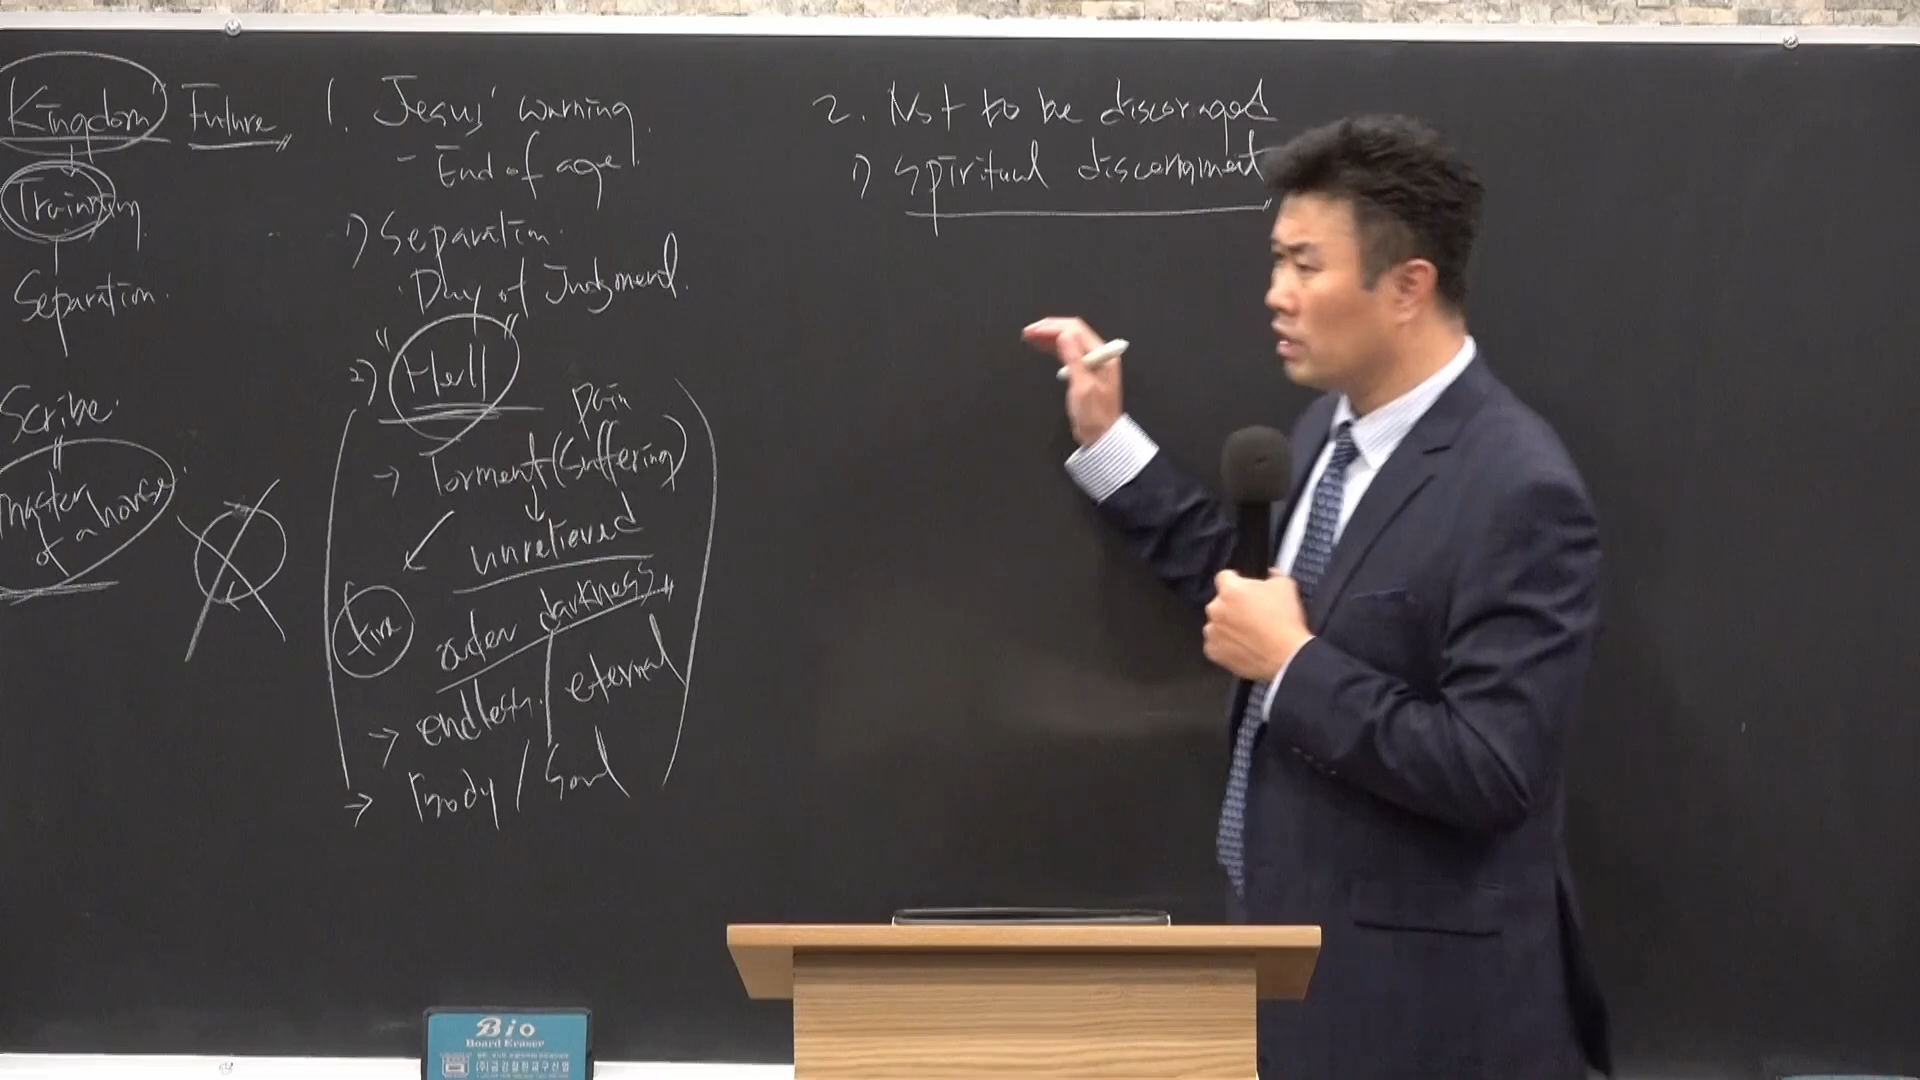 "Kingdom" Future
Training
Separation.
Scribe.
master
of a house
1. Jesus' warning.
- End of age.
1) Separation.
· Day of Judgment.
2) "Hell"
pain
→ Torment (suffering)
unrelieved
fire
outer darkness
→ endless. / eternal
→ Body / Soul
2. Not to be discoraged
1) Spiritual discernment
Bio
Board Eraser